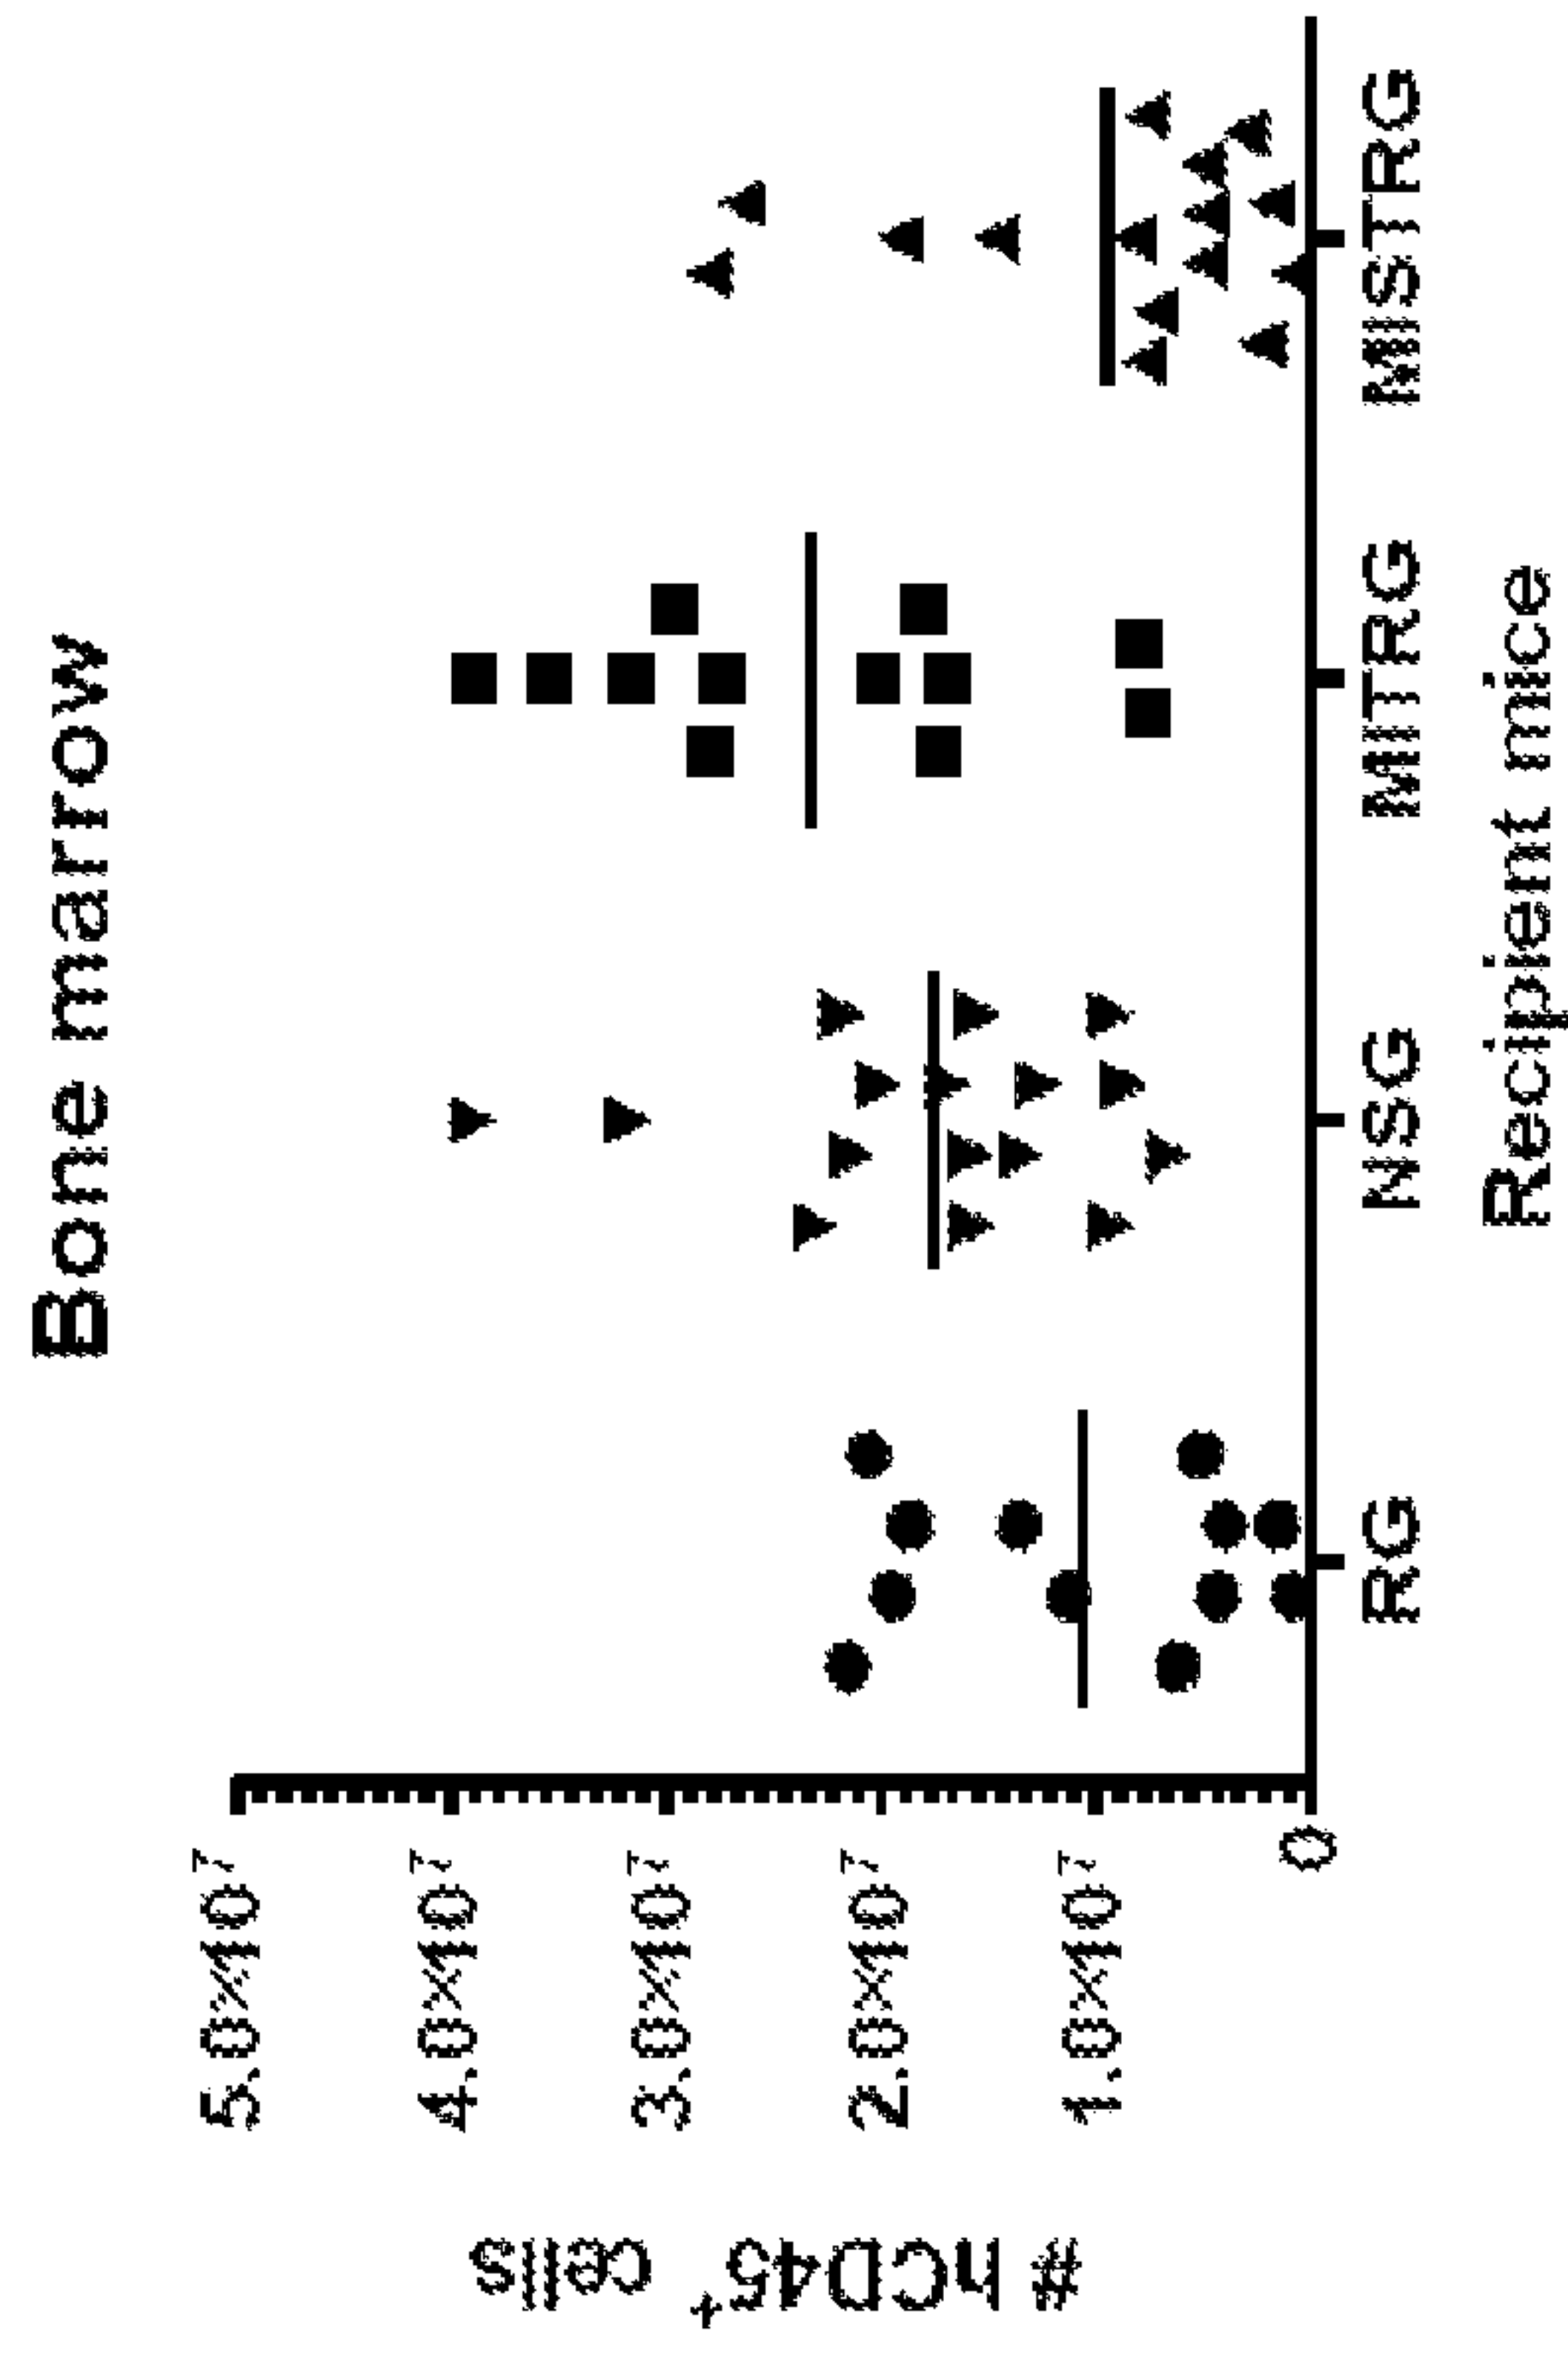 Bone marrow
# hCD45+ cells
5.0×10⁷
4.0×10⁷
3.0×10⁷
2.0×10⁷
1.0×10⁷
0
RG NSG MITRG MISTRG
Recipient mice